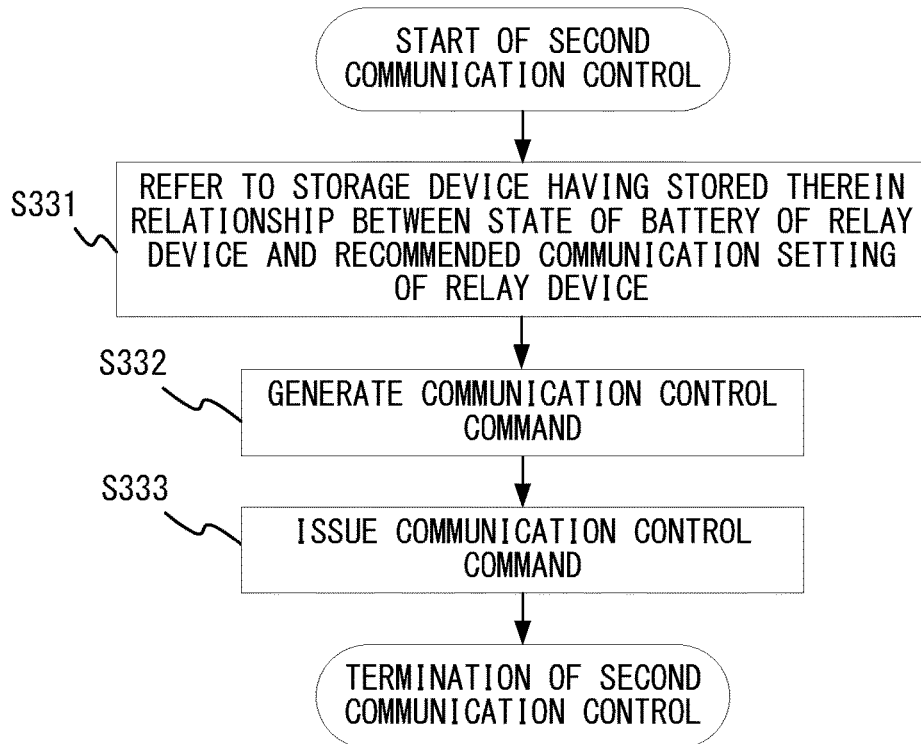 START OF SECOND
COMMUNICATION CONTROL
S331
REFER TO STORAGE DEVICE HAVING STORED THEREIN
RELATIONSHIP BETWEEN STATE OF BATTERY OF RELAY
DEVICE AND RECOMMENDED COMMUNICATION SETTING
OF RELAY DEVICE
S332
GENERATE COMMUNICATION CONTROL
COMMAND
S333
ISSUE COMMUNICATION CONTROL
COMMAND
TERMINATION OF SECOND
COMMUNICATION CONTROL